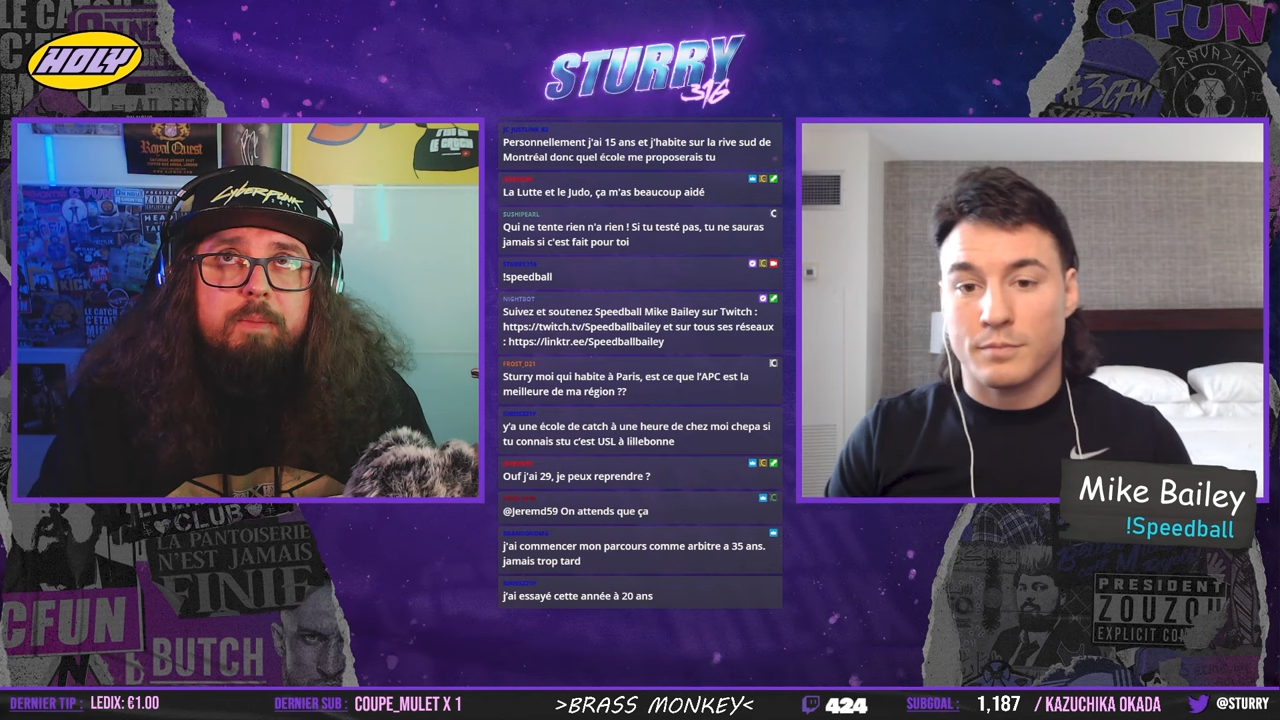 HOLY
STURRY
316
C FUN
#3CFM
Royal Quest
CYBERPUNK
Personnellement j'ai 15 ans et j'habite sur la rive sud de
Montréal donc quel école me proposerais tu
La Lutte et le Judo, ça m'as beaucoup aidé
SUSHIPEARL
Qui ne tente rien n'a rien ! Si tu testé pas, tu ne sauras
jamais si c'est fait pour toi
!speedball
NIGHTBOT
Suivez et soutenez Speedball Mike Bailey sur Twitch :
https://twitch.tv/Speedballbailey et sur tous ses réseaux
: https://linktr.ee/Speedballbailey
FROST_D21
Sturry moi qui habite à Paris, est ce que l'APC est la
meilleure de ma région ??
y'a une école de catch à une heure de chez moi chepa si
tu connais stu c'est USL à lillebonne
Ouf j'ai 29, je peux reprendre ?
@Jeremd59 On attends que ça
j'ai commencer mon parcours comme arbitre a 35 ans.
jamais trop tard
j'ai essayé cette année à 20 ans
Mike Bailey
!Speedball
CLUB
LA PANTOISERIE
N'EST JAMAIS
FINIE
CFUN
BUTCH
PRESIDENT
ZOUZOU
DERNIER TIP : LEDIX: €1.00
DERNIER SUB : COUPE_MULET X 1
>BRASS MONKEY<
424
SUBGOAL : 1,187 / KAZUCHIKA OKADA
@STURRY